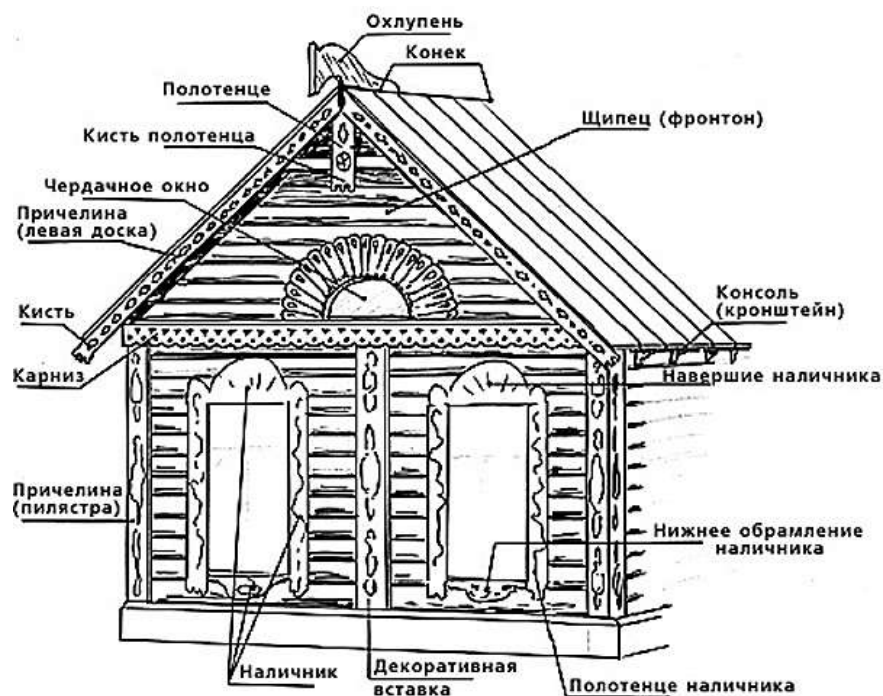 Охлупень
Конек
Полотенце
Щипец (фронтон)
Кисть полотенца
Чердачное окно
Причелина
(левая доска)
Консоль
(кронштейн)
Кисть
Карниз
Навершие наличника
Причелина
(пилястра)
Нижнее обрамление
наличника
Наличник
Декоративная
вставка
Полотенце наличника